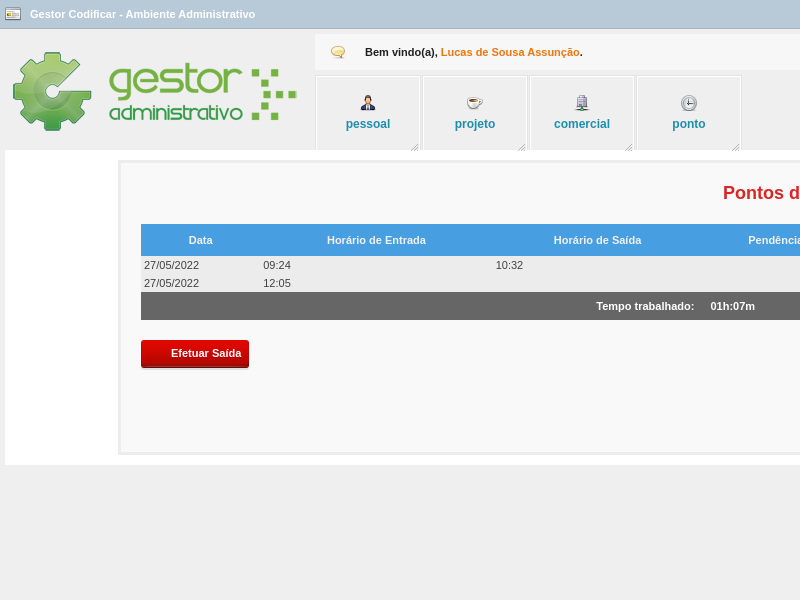 Gestor Codificar - Ambiente Administrativo
gestor
administrativo
Bem vindo(a), Lucas de Sousa Assunção.
pessoal projeto comercial ponto
Pontos d
Data Horário de Entrada Horário de Saída Pendência
27/05/2022 09:24 10:32
27/05/2022 12:05
Tempo trabalhado: 01h:07m
Efetuar Saída